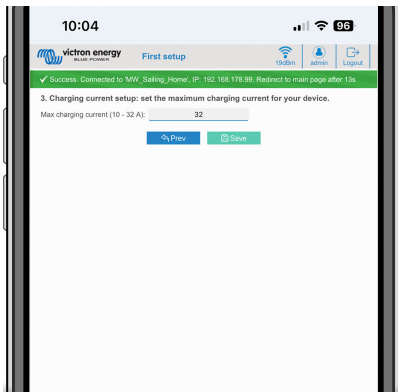 10:04
96
victron energy
BLUE POWER
First setup
19dBm
admin
Logout
✓ Success. Connected to 'MW_Sailing_Home', IP: 192.168.178.99. Redirect to main page after 13s
3. Charging current setup: set the maximum charging current for your device.
Max charging current (10 - 32 A): 32
Prev
Save